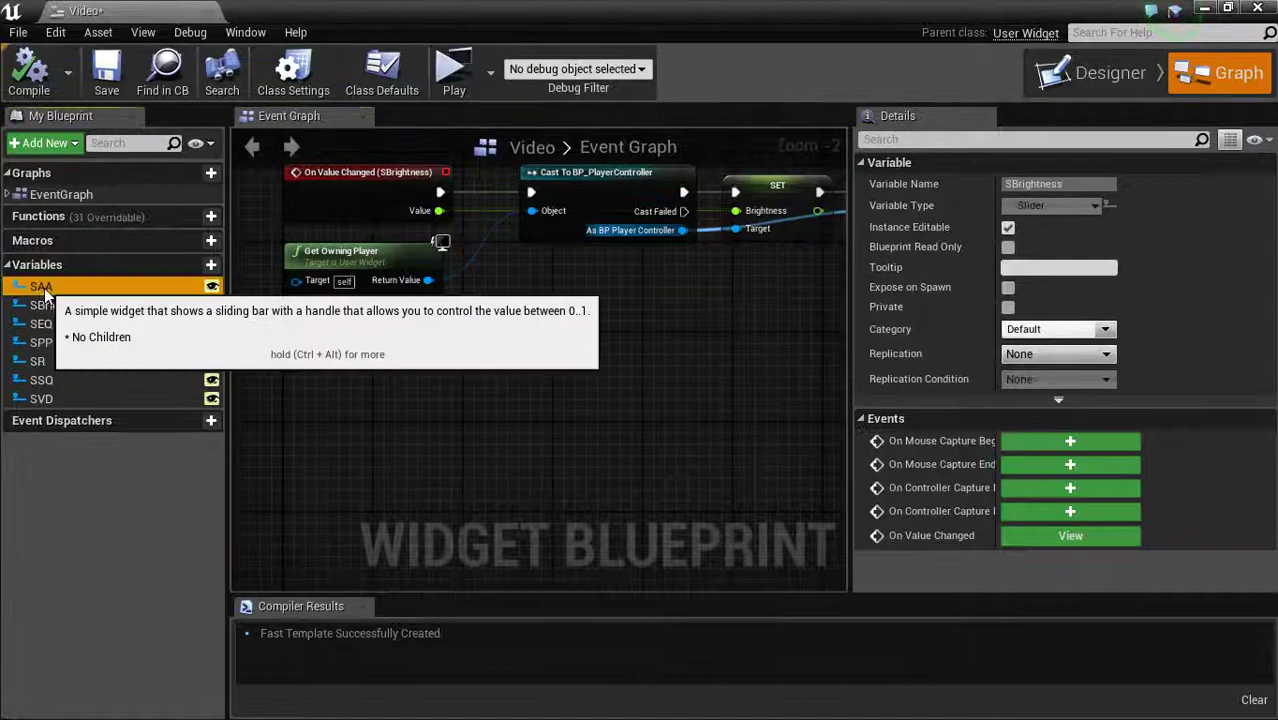 Video*
File Edit Asset View Debug Window Help
Parent class: User Widget Search For Help
Compile Save Find in CB Search Class Settings Class Defaults Play
No debug object selected
Debug Filter
Designer Graph
My Blueprint
Add New Search
Graphs
EventGraph
Functions (31 Overridable)
Macros
Variables
SAA
SBri
SEQ
SPP
SR
SSQ
SVD
Event Dispatchers
A simple widget that shows a sliding bar with a handle that allows you to control the value between 0..1.
* No Children
hold (Ctrl + Alt) for more
Event Graph
Video > Event Graph
Zoom -2
On Value Changed (SBrightness)
Value
Get Owning Player
Target is User Widget
Target self Return Value
Cast To BP_PlayerController
Object Cast Failed
As BP Player Controller
SET
Brightness
Target
WIDGET BLUEPRINT
Compiler Results
Fast Template Successfully Created.
Clear
Details
Search
Variable
Variable Name SBrightness
Variable Type Slider
Instance Editable
Blueprint Read Only
Tooltip
Expose on Spawn
Private
Category Default
Replication None
Replication Condition None
Events
On Mouse Capture Beg
On Mouse Capture End
On Controller Capture
On Controller Capture
On Value Changed View